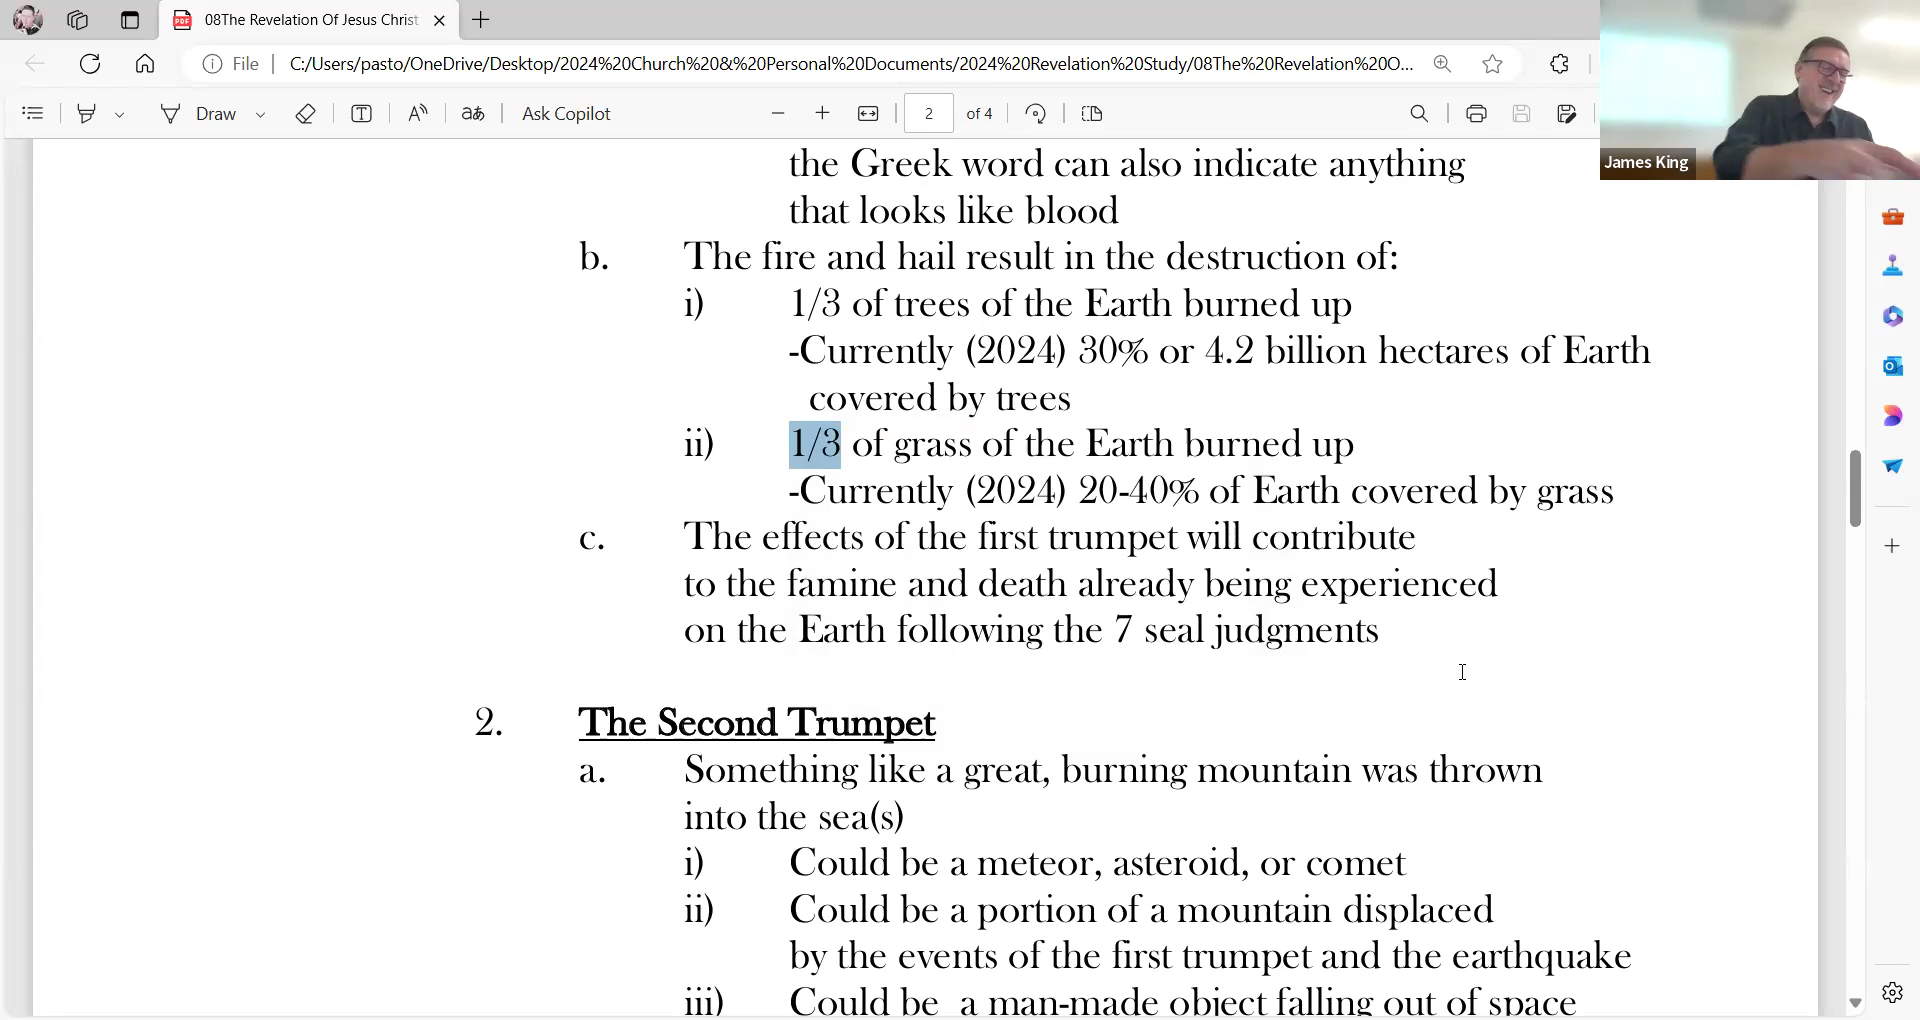 08The Revelation Of Jesus Christ
File
C:/Users/pasto/OneDrive/Desktop/2024%20Church%20&%20Personal%20Documents/2024%20Revelation%20Study/08The%20Revelation%20O...
Draw
Ask Copilot
2 of 4
James King
the Greek word can also indicate anything
that looks like blood
b. The fire and hail result in the destruction of:
i) 1/3 of trees of the Earth burned up
-Currently (2024) 30% or 4.2 billion hectares of Earth
covered by trees
ii) 1/3 of grass of the Earth burned up
-Currently (2024) 20-40% of Earth covered by grass
c. The effects of the first trumpet will contribute
to the famine and death already being experienced
on the Earth following the 7 seal judgments
2. The Second Trumpet
a. Something like a great, burning mountain was thrown
into the sea(s)
i) Could be a meteor, asteroid, or comet
ii) Could be a portion of a mountain displaced
by the events of the first trumpet and the earthquake
iii) Could be a man-made object falling out of space